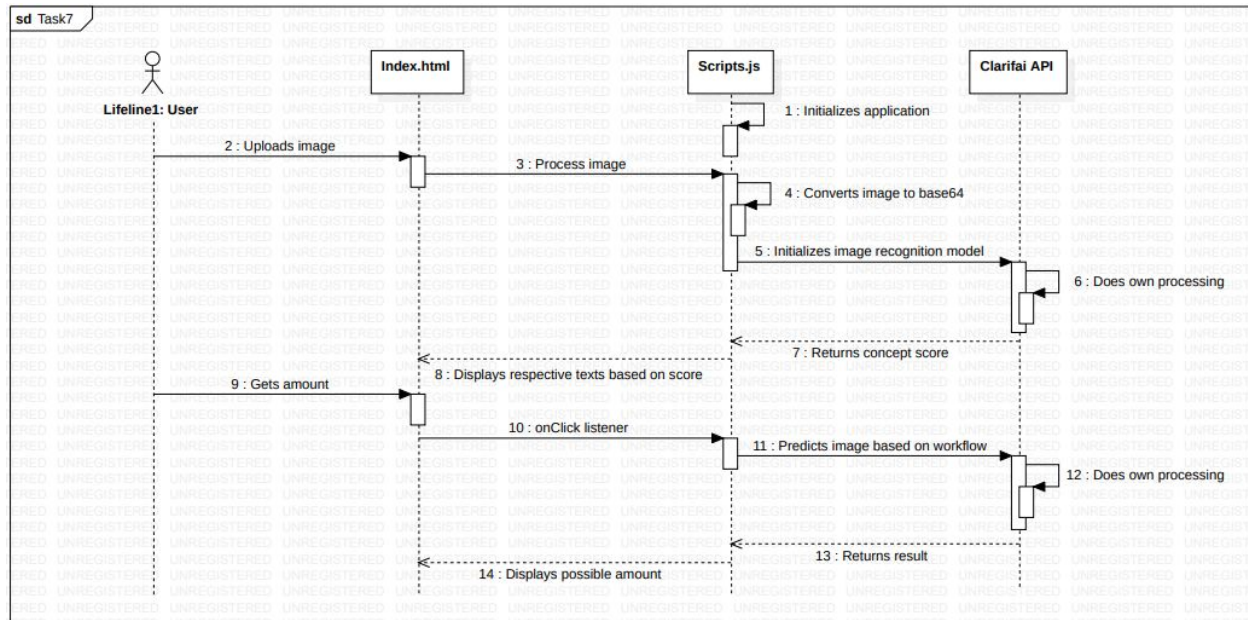 sd Task7
Index.html
Scripts.js
Clarifai API
Lifeline1: User
1 : Initializes application
2 : Uploads image
3 : Process image
4 : Converts image to base64
5 : Initializes image recognition model
6 : Does own processing
7 : Returns concept score
8 : Displays respective texts based on score
9 : Gets amount
10 : onClick listener
11 : Predicts image based on workflow
12 : Does own processing
13 : Returns result
14 : Displays possible amount
UNREGISTERED